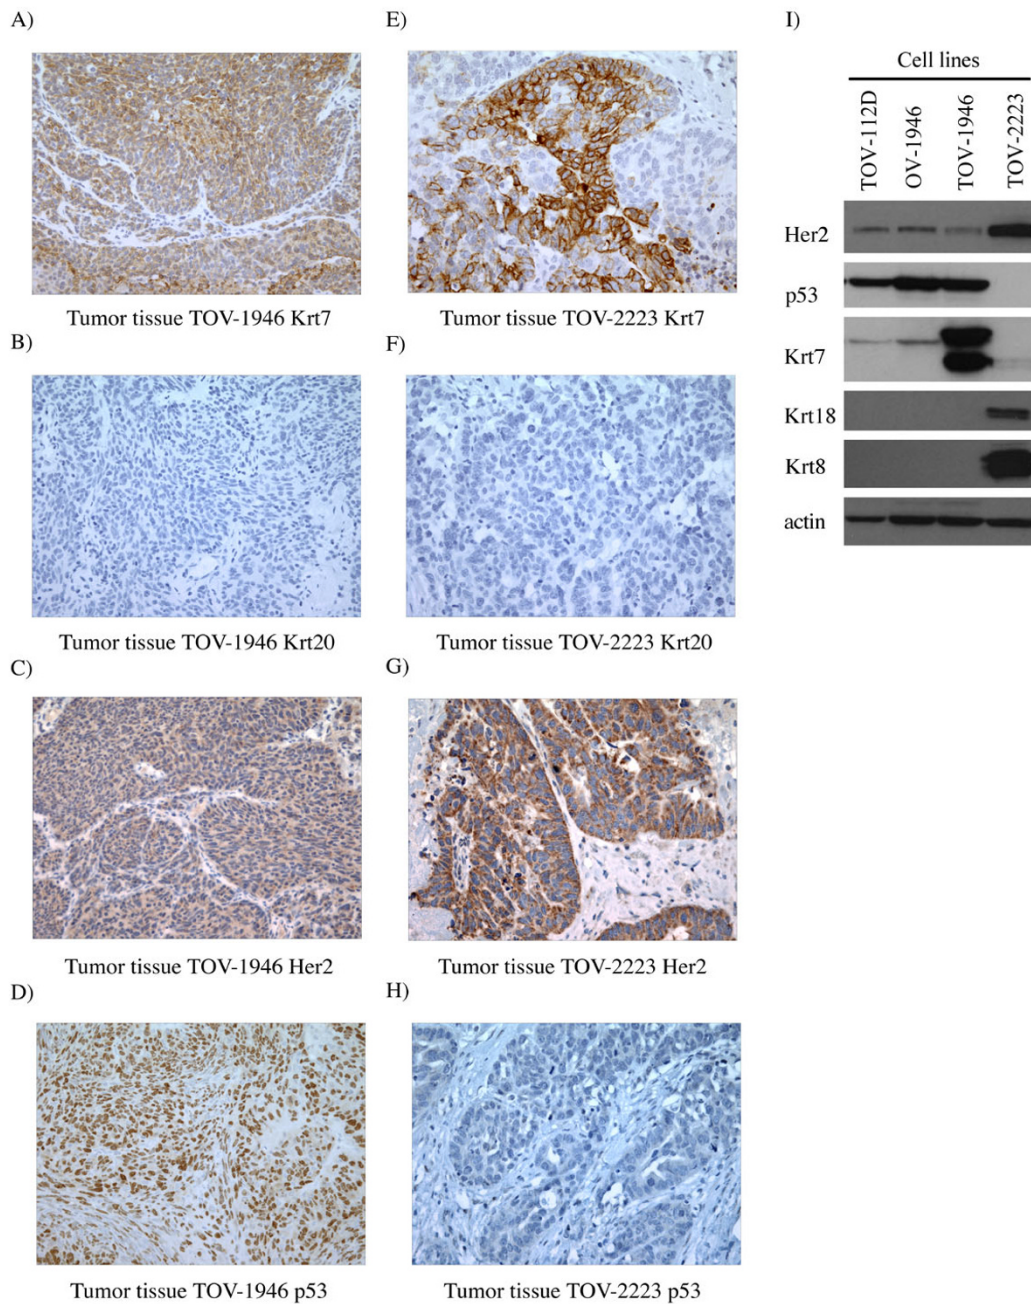 A)
Tumor tissue TOV-1946 Krt7
B)
Tumor tissue TOV-1946 Krt20
C)
Tumor tissue TOV-1946 Her2
D)
Tumor tissue TOV-1946 p53
E)
Tumor tissue TOV-2223 Krt7
F)
Tumor tissue TOV-2223 Krt20
G)
Tumor tissue TOV-2223 Her2
H)
Tumor tissue TOV-2223 p53
I)
Cell lines
TOV-112D
OV-1946
TOV-1946
TOV-2223
Her2
p53
Krt7
Krt18
Krt8
actin